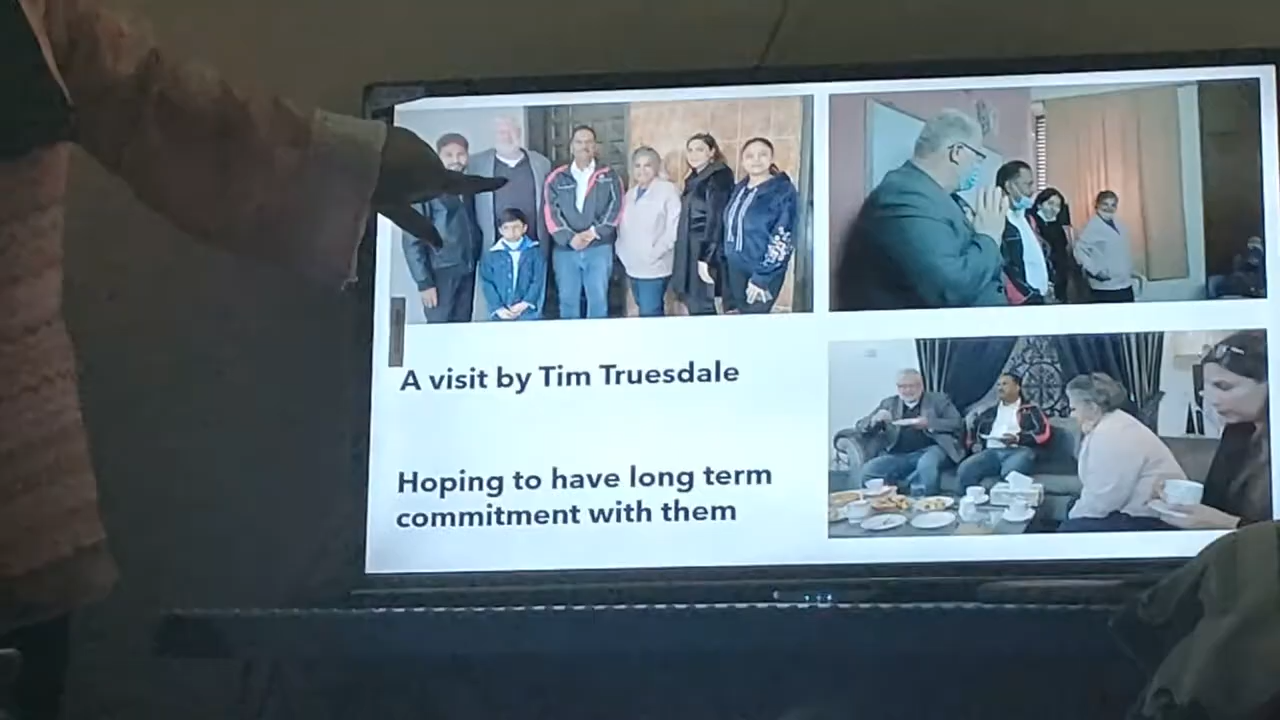 A visit by Tim Truesdale
Hoping to have long term
commitment with them